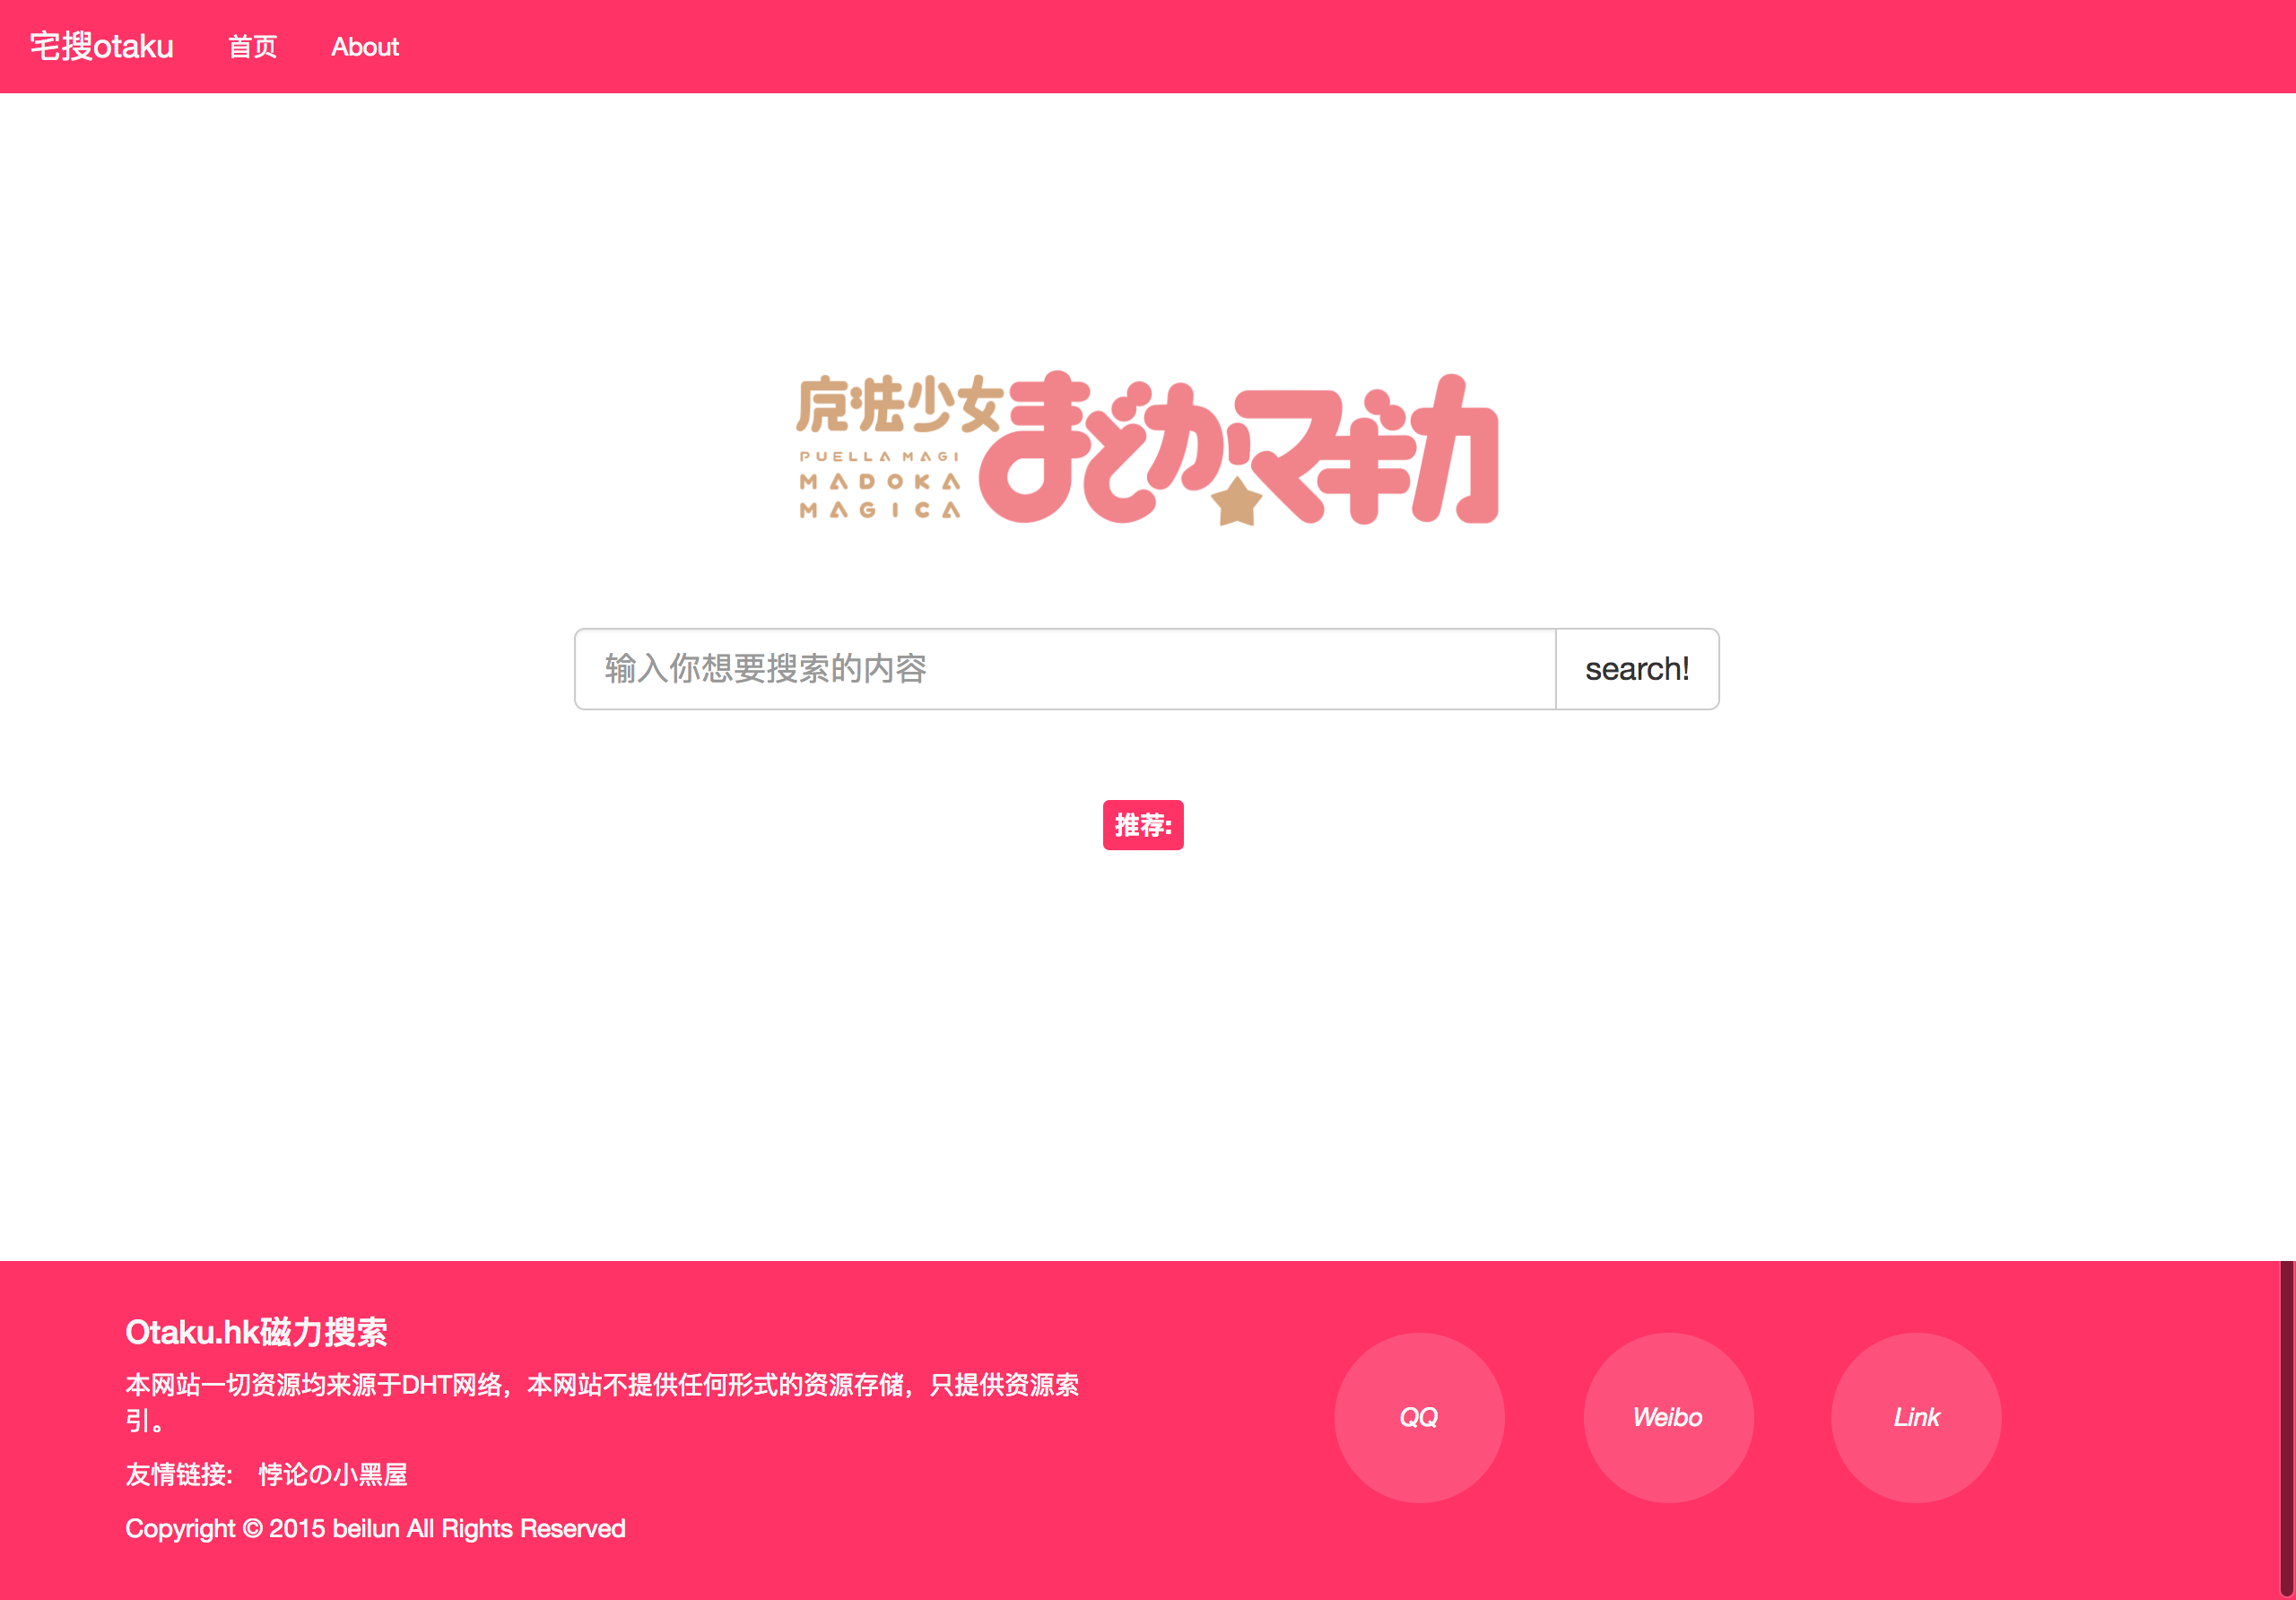 宅搜otaku 首页 About
魔法少女
まどか マギカ
PUELLA MAGI
MADOKA
MAGICA
输入你想要搜索的内容 search!
推荐:
Otaku.hk磁力搜索
本网站一切资源均来源于DHT网络，本网站不提供任何形式的资源存储，只提供资源索
引。
友情链接: 悖论の小黑屋
Copyright © 2015 beilun All Rights Reserved
QQ Weibo Link